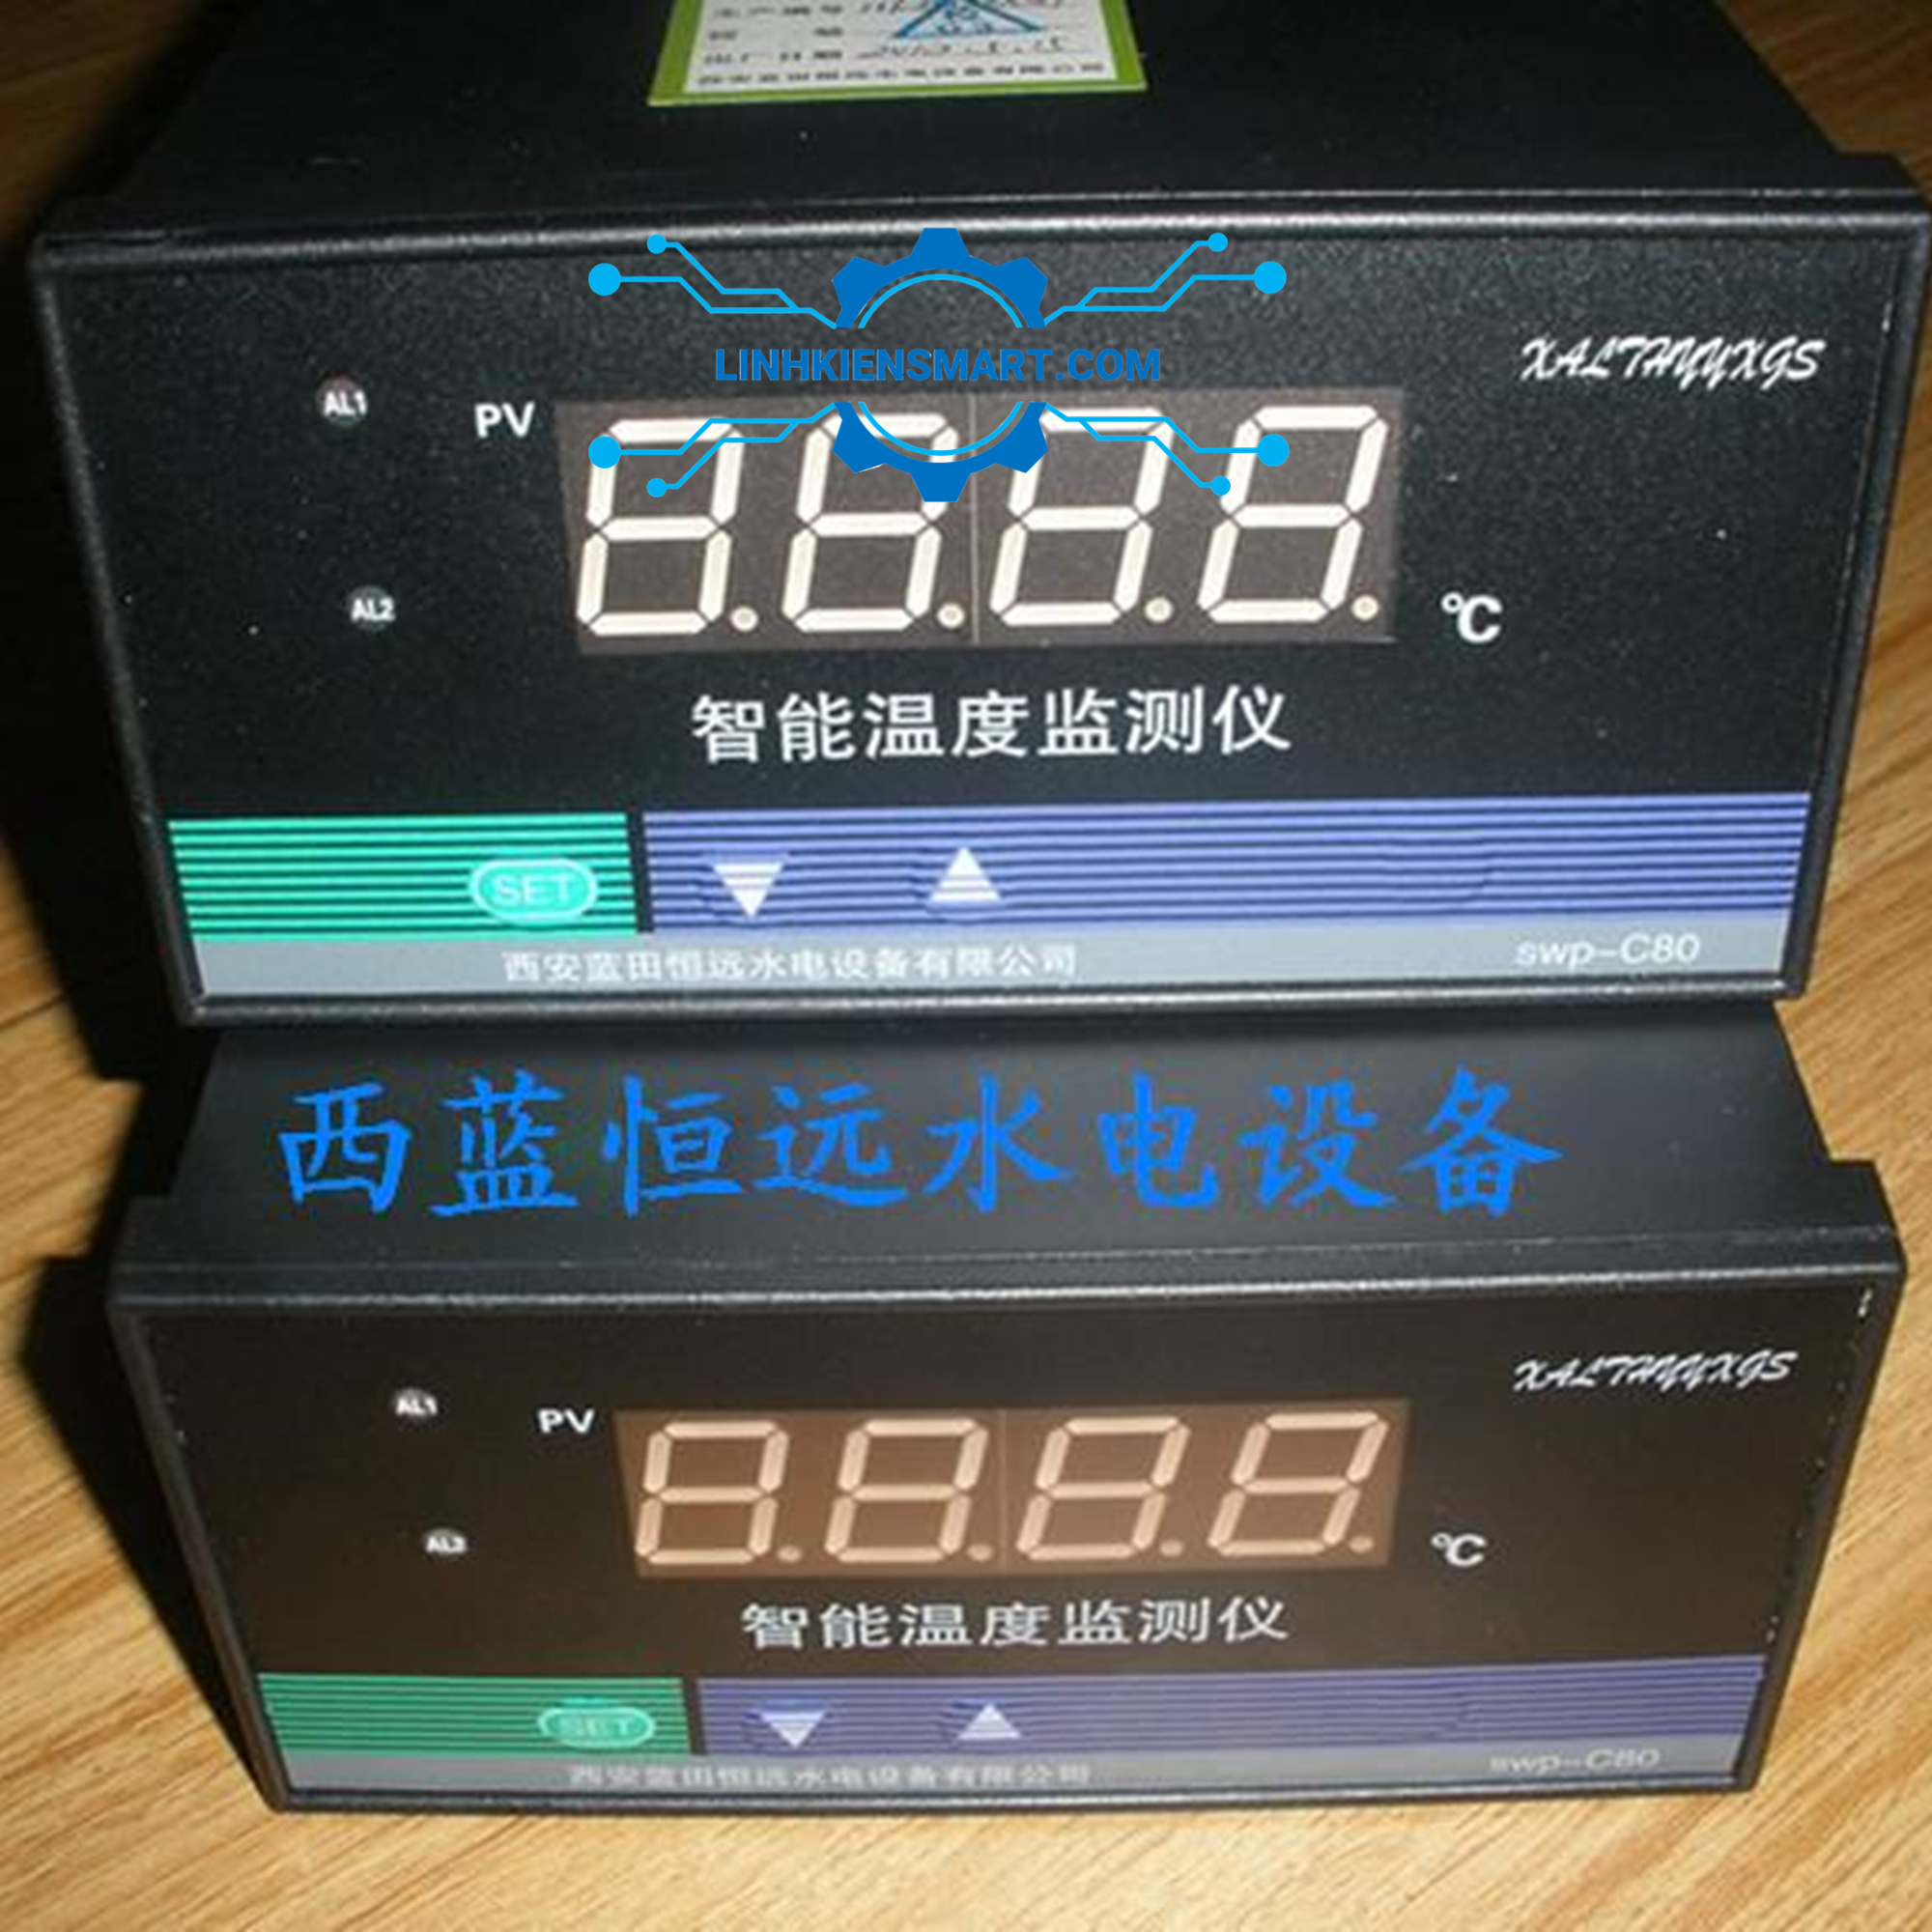 LINHKIENSMART.COM
XALTHYYXGS
AL1
PV
AL2
℃
智能温度监测仪
SET
西安蓝田恒远水电设备有限公司
swp-C80
西蓝恒远水电设备
XALTHYYXGS
AL1
PV
AL2
℃
智能温度监测仪
SET
西安蓝田恒远水电设备有限公司
swp-C80